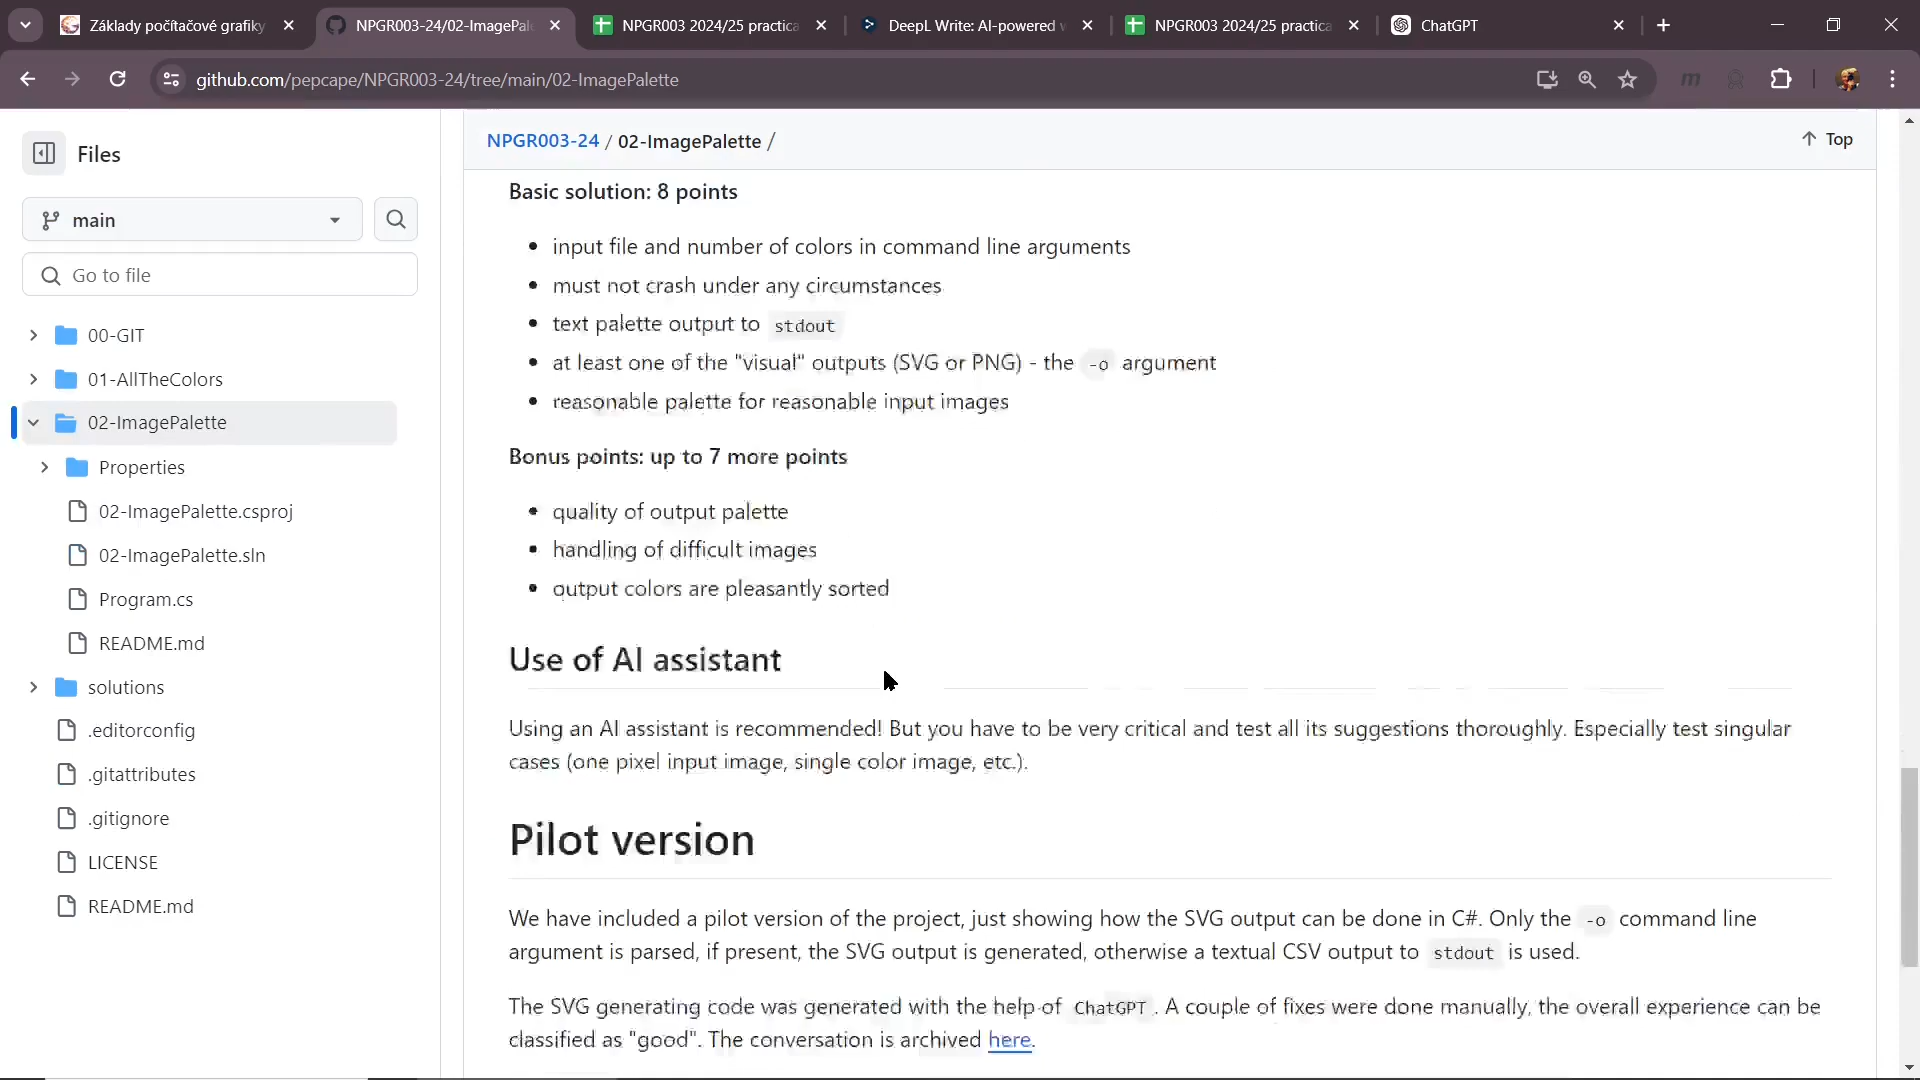 Základy počítačové grafiky
NPGR003-24/02-ImagePal
NPGR003 2024/25 practica
DeepL Write: AI-powered w
NPGR003 2024/25 practica
ChatGPT
github.com/pepcape/NPGR003-24/tree/main/02-ImagePalette
Files
main
Go to file
00-GIT
01-AllTheColors
02-ImagePalette
Properties
02-ImagePalette.csproj
02-ImagePalette.sln
Program.cs
README.md
solutions
.editorconfig
.gitattributes
.gitignore
LICENSE
README.md
NPGR003-24 / 02-ImagePalette /
Top
Basic solution: 8 points
input file and number of colors in command line arguments
must not crash under any circumstances
text palette output to stdout
at least one of the "visual" outputs (SVG or PNG) - the -o argument
reasonable palette for reasonable input images
Bonus points: up to 7 more points
quality of output palette
handling of difficult images
output colors are pleasantly sorted
Use of AI assistant
Using an AI assistant is recommended! But you have to be very critical and test all its suggestions thoroughly. Especially test singular
cases (one pixel input image, single color image, etc.).
Pilot version
We have included a pilot version of the project, just showing how the SVG output can be done in C#. Only the -o command line
argument is parsed, if present, the SVG output is generated, otherwise a textual CSV output to stdout is used.
The SVG generating code was generated with the help of ChatGPT. A couple of fixes were done manually, the overall experience can be
classified as "good". The conversation is archived here.